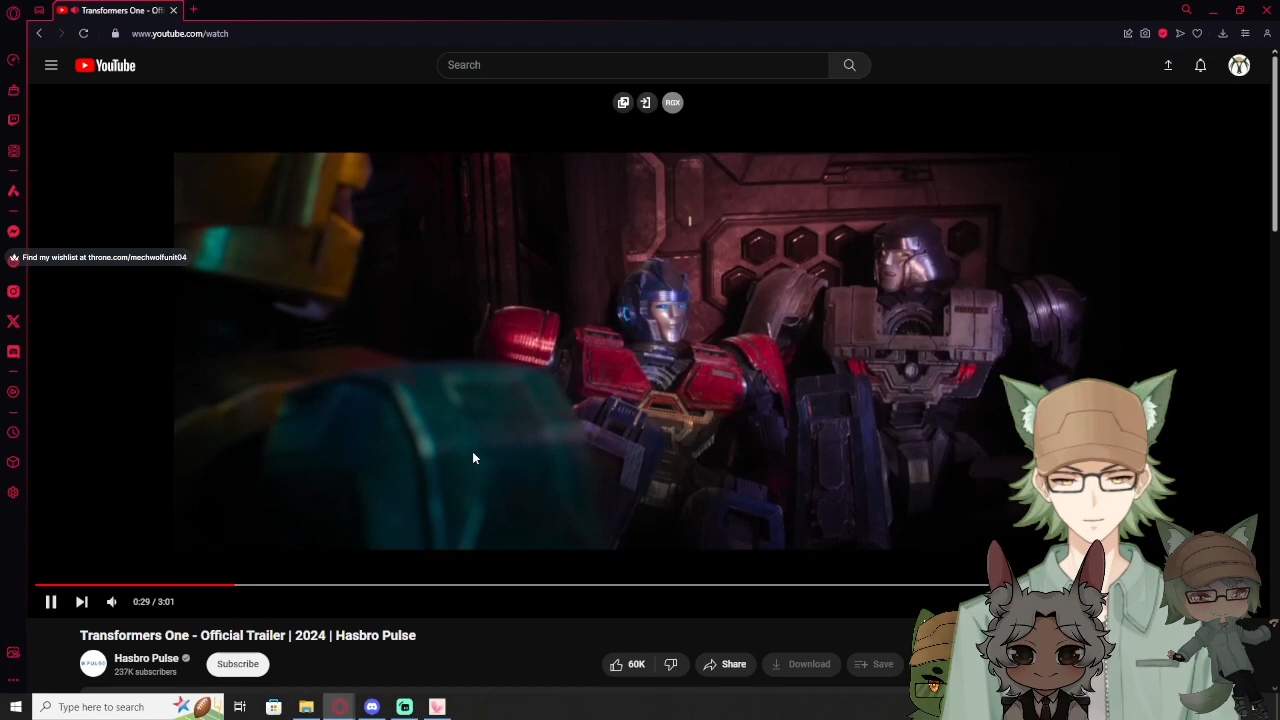 Transformers One - Offi
www.youtube.com/watch
YouTube
Search
RGX
Find my wishlist at throne.com/mechwolfunit04
0:29 / 3:01
Transformers One - Official Trailer | 2024 | Hasbro Pulse
PULSE
Hasbro Pulse
237K subscribers
Subscribe
60K
Share
Download
Save
Type here to search